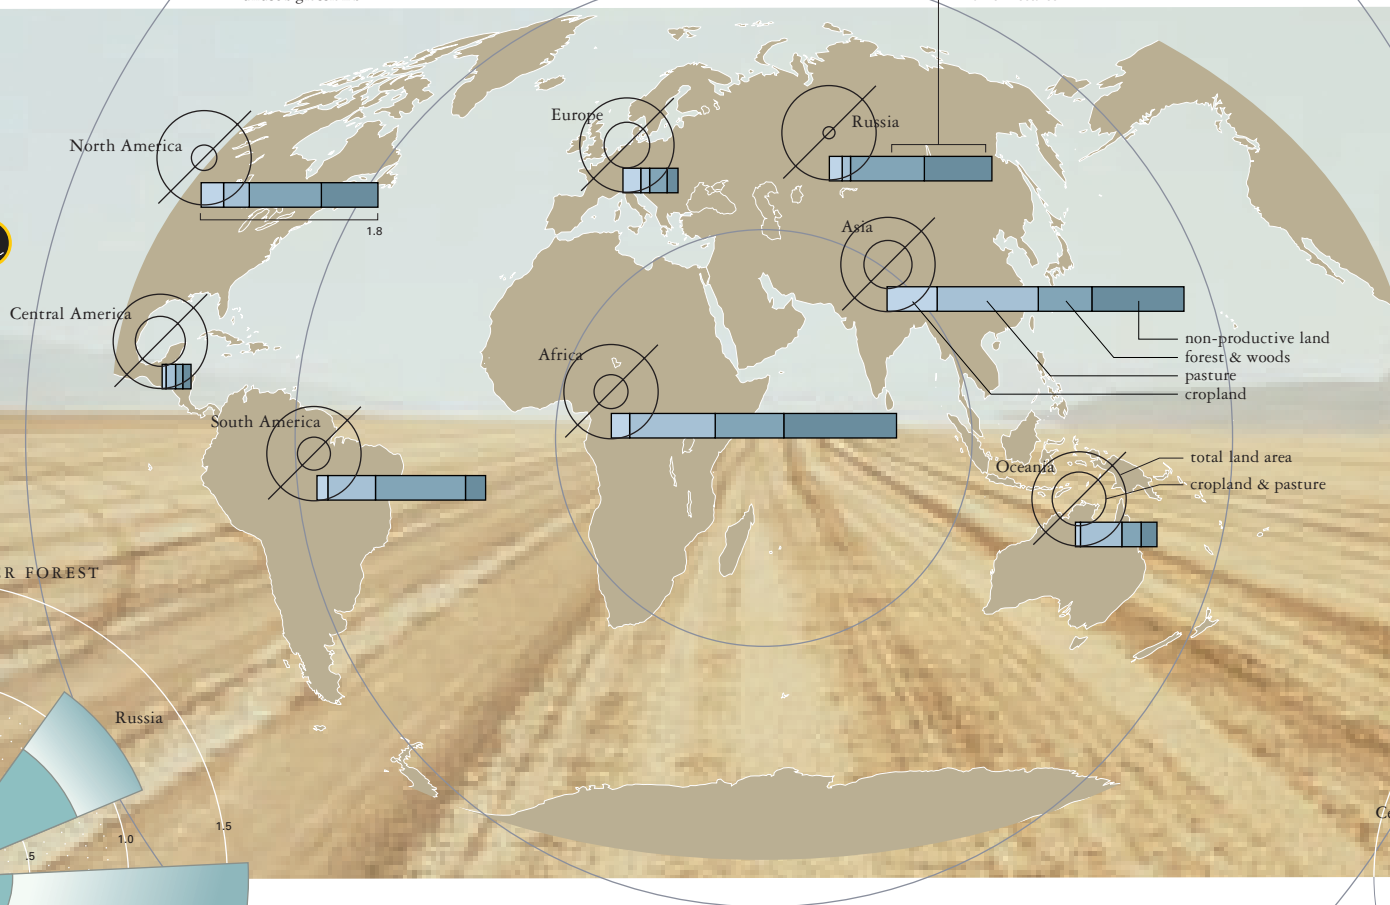 Europe
Russia
North America
1.8
Asia
Central America
Africa
non-productive land
forest & woods
pasture
cropland
South America
Oceania
total land area
cropland & pasture
R FOREST
Russia
1.5
1.0
.5